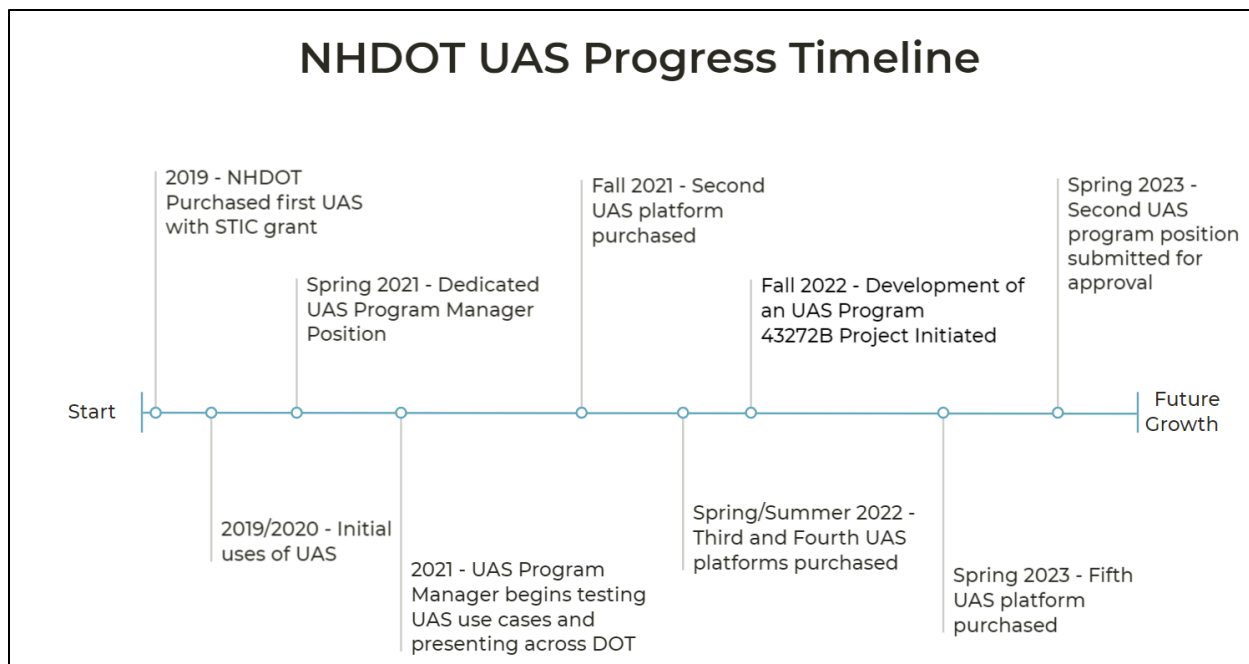 NHDOT UAS Progress Timeline
2019 - NHDOT
Purchased first UAS
with STIC grant
Fall 2021 - Second
UAS platform
purchased
Spring 2023 -
Second UAS
program position
submitted for
approval
Spring 2021 - Dedicated
UAS Program Manager
Position
Fall 2022 - Development of
an UAS Program
43272B Project Initiated
Start
Future
Growth
2019/2020 - Initial
uses of UAS
2021 - UAS Program
Manager begins testing
UAS use cases and
presenting across DOT
Spring/Summer 2022 -
Third and Fourth UAS
platforms purchased
Spring 2023 - Fifth
UAS platform
purchased